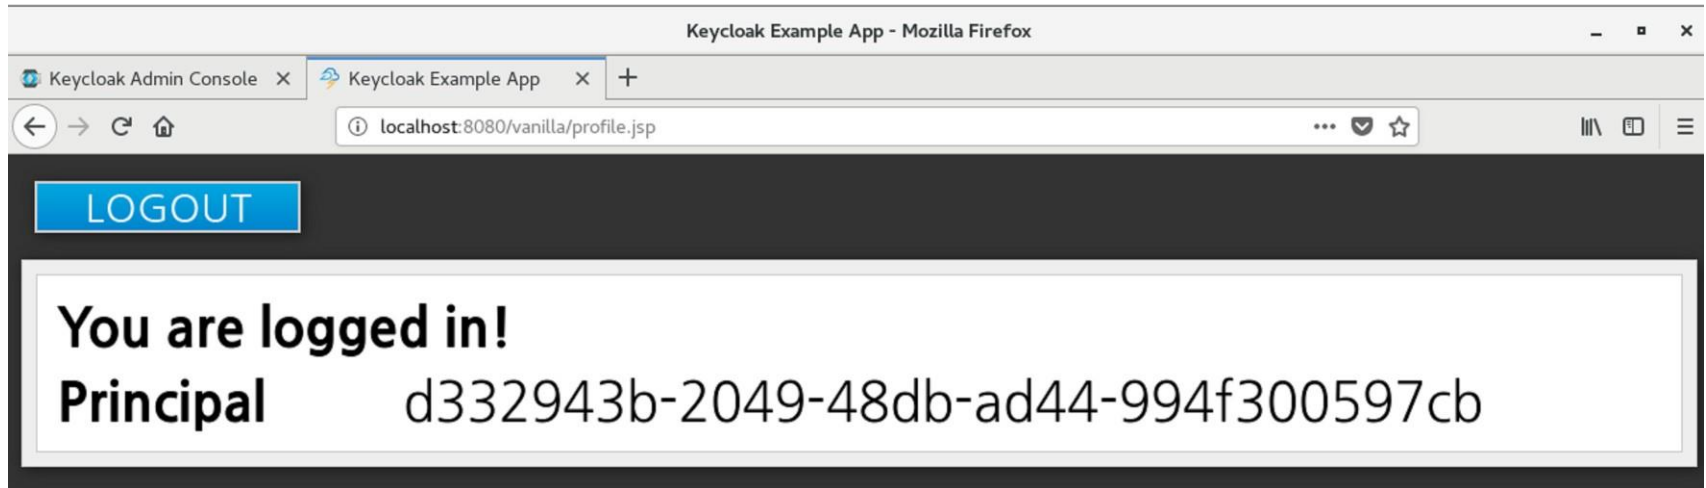 Keycloak Example App - Mozilla Firefox
Keycloak Admin Console Keycloak Example App
localhost:8080/vanilla/profile.jsp
LOGOUT
You are logged in!
Principal d332943b-2049-48db-ad44-994f300597cb